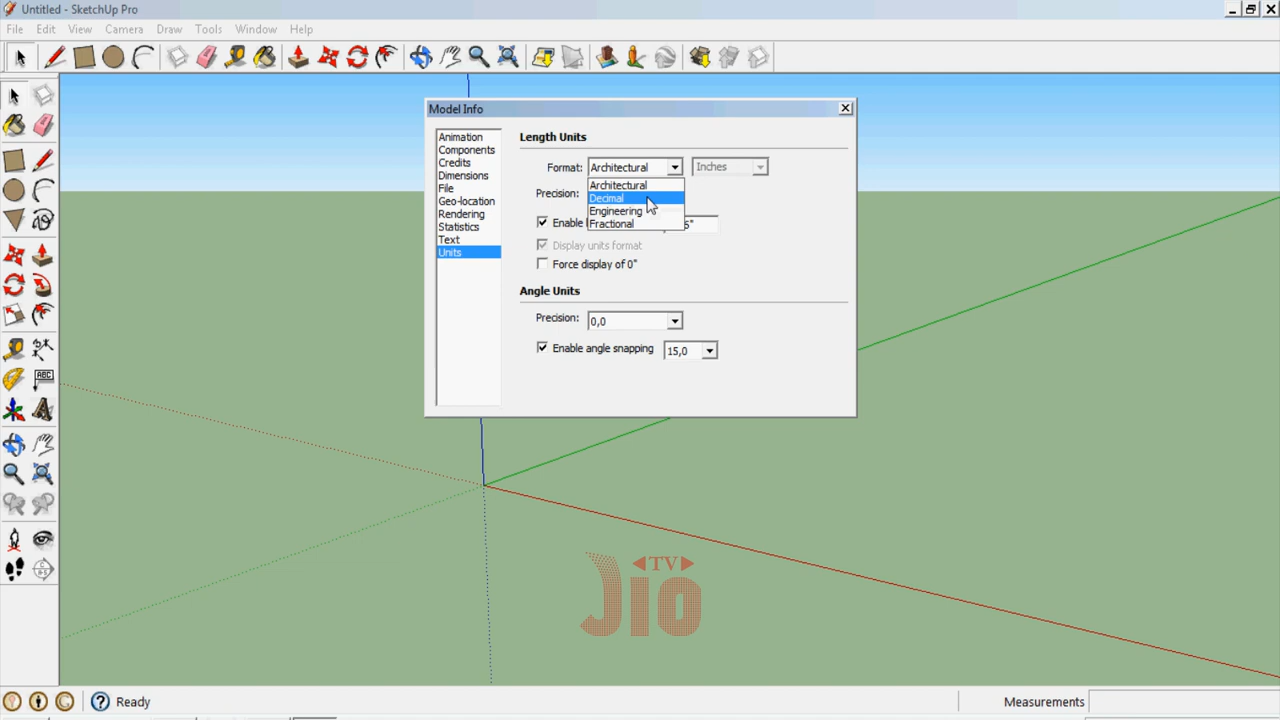 Untitled - SketchUp Pro
File Edit View Camera Draw Tools Window Help
Model Info
Animation
Components
Credits
Dimensions
File
Geo-location
Rendering
Statistics
Text
Units
Length Units
Format: Architectural Inches
Architectural
Decimal
Engineering
Fractional
Precision:
Enable
Display units format
Force display of 0"
Angle Units
Precision: 0,0
Enable angle snapping 15,0
ABC
TV
JIO
Ready
Measurements